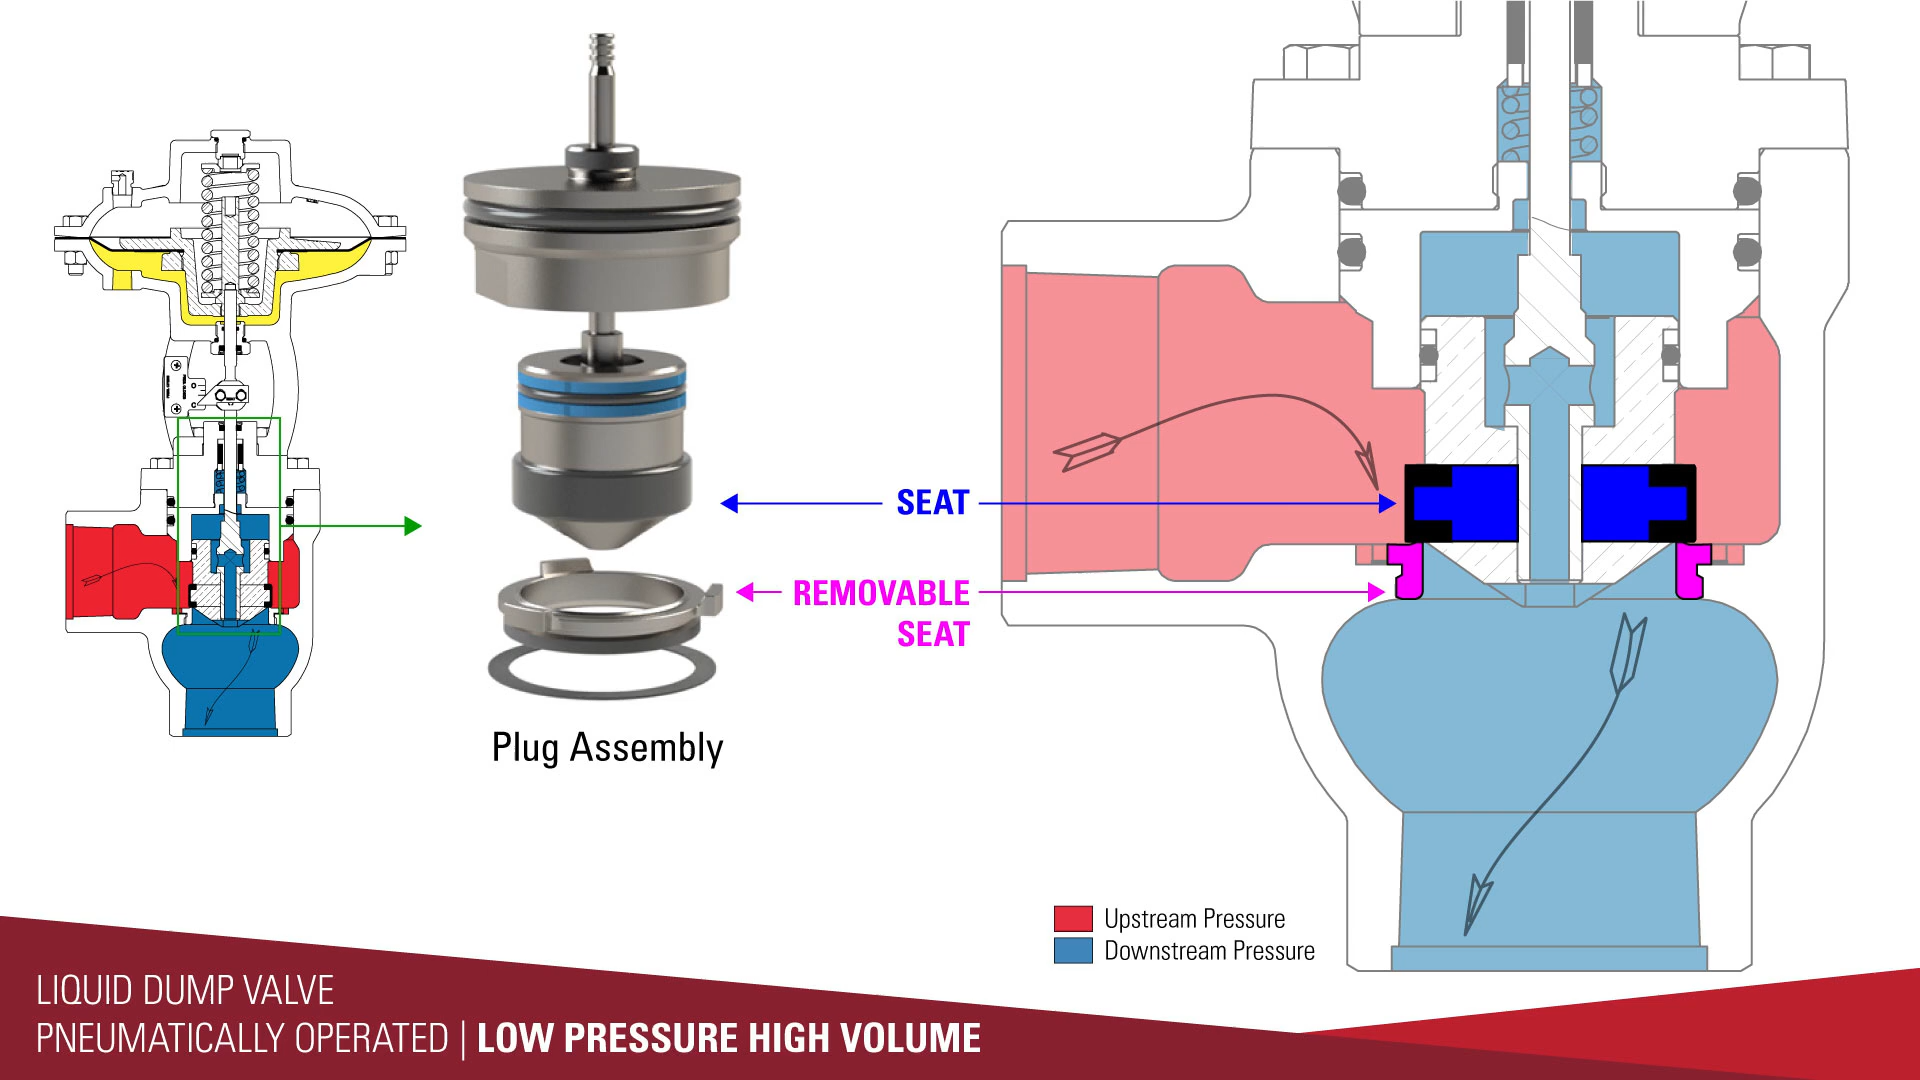 SEAT
REMOVABLE
SEAT
Plug Assembly
Upstream Pressure
Downstream Pressure
LIQUID DUMP VALVE
PNEUMATICALLY OPERATED | LOW PRESSURE HIGH VOLUME